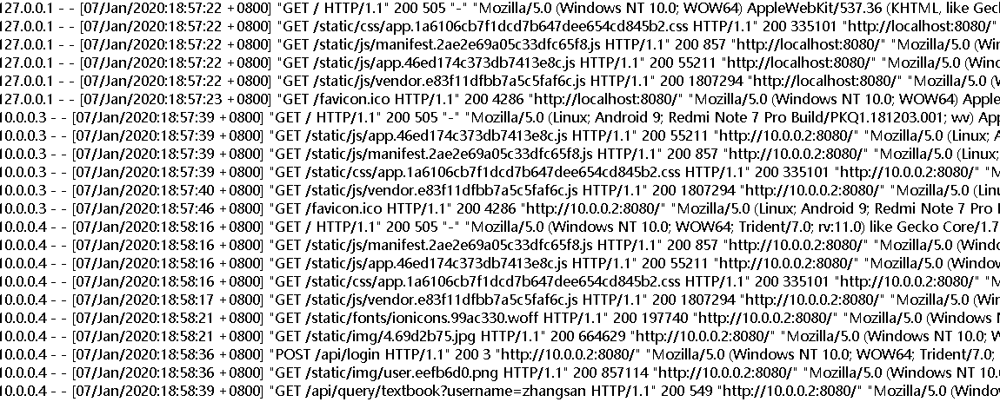 127.0.0.1 - - [07/Jan/2020:18:57:22 +0800] "GET / HTTP/1.1" 200 505 "-" "Mozilla/5.0 (Windows NT 10.0; WOW64) AppleWebKit/537.36 (KHTML, like Geck
127.0.0.1 - - [07/Jan/2020:18:57:22 +0800] "GET /static/css/app.1a6106cb7f1dcd7b647dee654cd845b2.css HTTP/1.1" 200 335101 "http://localhost:8080/"
127.0.0.1 - - [07/Jan/2020:18:57:22 +0800] "GET /static/js/manifest.2ae2e69a05c33dfc65f8.js HTTP/1.1" 200 857 "http://localhost:8080/" "Mozilla/5.0 (Win
127.0.0.1 - - [07/Jan/2020:18:57:22 +0800] "GET /static/js/app.46ed174c373db7413e8c.js HTTP/1.1" 200 55211 "http://localhost:8080/" "Mozilla/5.0 (Wind
127.0.0.1 - - [07/Jan/2020:18:57:22 +0800] "GET /static/js/vendor.e83f11dfbb7a5c5faf6c.js HTTP/1.1" 200 1807294 "http://localhost:8080/" "Mozilla/5.0 (W
127.0.0.1 - - [07/Jan/2020:18:57:23 +0800] "GET /favicon.ico HTTP/1.1" 200 4286 "http://localhost:8080/" "Mozilla/5.0 (Windows NT 10.0; WOW64) Apple
10.0.0.3 - - [07/Jan/2020:18:57:39 +0800] "GET / HTTP/1.1" 200 505 "-" "Mozilla/5.0 (Linux; Android 9; Redmi Note 7 Pro Build/PKQ1.181203.001; wv) App
10.0.0.3 - - [07/Jan/2020:18:57:39 +0800] "GET /static/js/app.46ed174c373db7413e8c.js HTTP/1.1" 200 55211 "http://10.0.0.2:8080/" "Mozilla/5.0 (Linux; A
10.0.0.3 - - [07/Jan/2020:18:57:39 +0800] "GET /static/js/manifest.2ae2e69a05c33dfc65f8.js HTTP/1.1" 200 857 "http://10.0.0.2:8080/" "Mozilla/5.0 (Linux;
10.0.0.3 - - [07/Jan/2020:18:57:39 +0800] "GET /static/css/app.1a6106cb7f1dcd7b647dee654cd845b2.css HTTP/1.1" 200 335101 "http://10.0.0.2:8080/" "M
10.0.0.3 - - [07/Jan/2020:18:57:40 +0800] "GET /static/js/vendor.e83f11dfbb7a5c5faf6c.js HTTP/1.1" 200 1807294 "http://10.0.0.2:8080/" "Mozilla/5.0 (Linu
10.0.0.3 - - [07/Jan/2020:18:57:46 +0800] "GET /favicon.ico HTTP/1.1" 200 4286 "http://10.0.0.2:8080/" "Mozilla/5.0 (Linux; Android 9; Redmi Note 7 Pro
10.0.0.4 - - [07/Jan/2020:18:58:16 +0800] "GET / HTTP/1.1" 200 505 "-" "Mozilla/5.0 (Windows NT 10.0; WOW64; Trident/7.0; rv:11.0) like Gecko Core/1.7
10.0.0.4 - - [07/Jan/2020:18:58:16 +0800] "GET /static/js/manifest.2ae2e69a05c33dfc65f8.js HTTP/1.1" 200 857 "http://10.0.0.2:8080/" "Mozilla/5.0 (Windo
10.0.0.4 - - [07/Jan/2020:18:58:16 +0800] "GET /static/js/app.46ed174c373db7413e8c.js HTTP/1.1" 200 55211 "http://10.0.0.2:8080/" "Mozilla/5.0 (Window
10.0.0.4 - - [07/Jan/2020:18:58:16 +0800] "GET /static/css/app.1a6106cb7f1dcd7b647dee654cd845b2.css HTTP/1.1" 200 335101 "http://10.0.0.2:8080/" "M
10.0.0.4 - - [07/Jan/2020:18:58:17 +0800] "GET /static/js/vendor.e83f11dfbb7a5c5faf6c.js HTTP/1.1" 200 1807294 "http://10.0.0.2:8080/" "Mozilla/5.0 (Win
10.0.0.4 - - [07/Jan/2020:18:58:21 +0800] "GET /static/fonts/ionicons.99ac330.woff HTTP/1.1" 200 197740 "http://10.0.0.2:8080/" "Mozilla/5.0 (Windows N
10.0.0.4 - - [07/Jan/2020:18:58:21 +0800] "GET /static/img/4.69d2b75.jpg HTTP/1.1" 200 664629 "http://10.0.0.2:8080/" "Mozilla/5.0 (Windows NT 10.0; W
10.0.0.4 - - [07/Jan/2020:18:58:36 +0800] "POST /api/login HTTP/1.1" 200 3 "http://10.0.0.2:8080/" "Mozilla/5.0 (Windows NT 10.0; WOW64; Trident/7.0;
10.0.0.4 - - [07/Jan/2020:18:58:36 +0800] "GET /static/img/user.eefb6d0.png HTTP/1.1" 200 857114 "http://10.0.0.2:8080/" "Mozilla/5.0 (Windows NT 10.0
10.0.0.4 - - [07/Jan/2020:18:58:39 +0800] "GET /api/query/textbook?username=zhangsan HTTP/1.1" 200 549 "http://10.0.0.2:8080/" "Mozilla/5.0 (Window